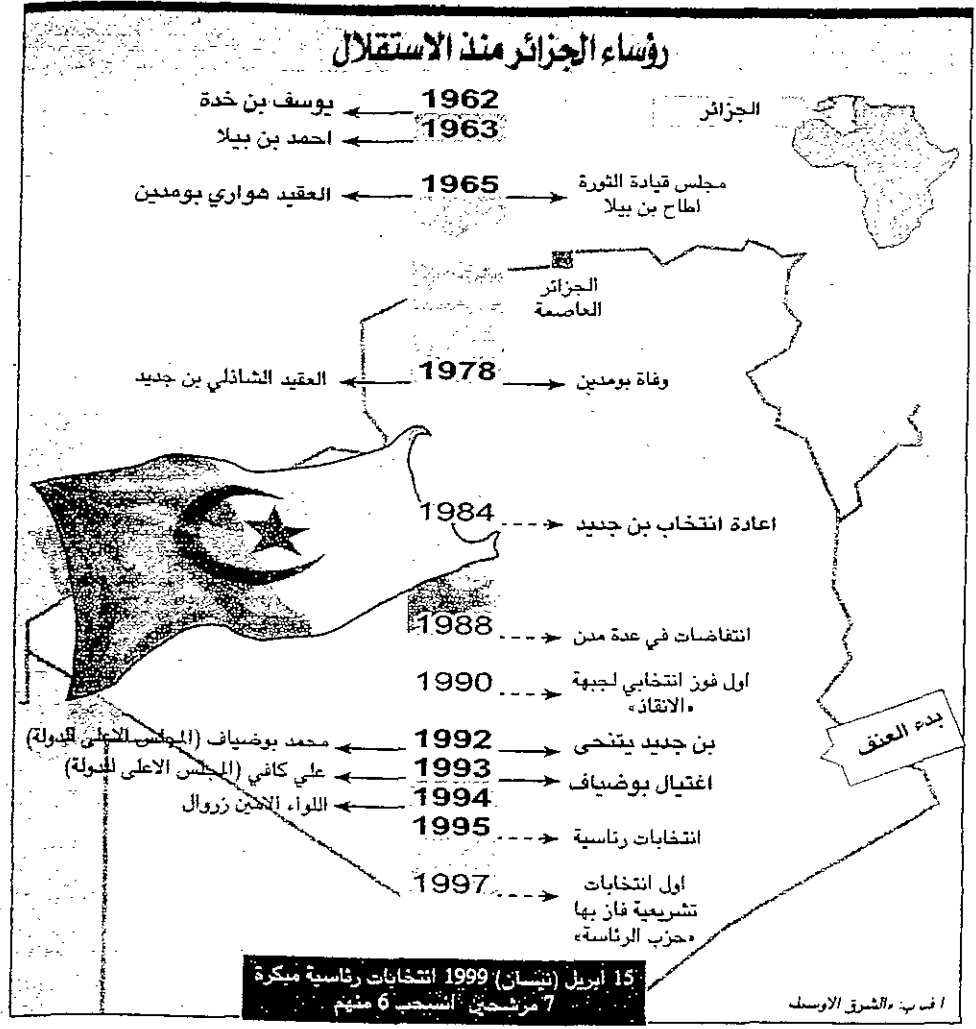 رؤساء الجزائر منذ الاستقلال
الجزائر
1962
يوسف بن خدة
1963
احمد بن بيلا
مجلس قيادة الثورة
اطاح بن بيلا
1965
العقيد هواري بومدين
الجزائر
العاصمة
وفاة بومدين
1978
العقيد الشاذلي بن جديد
اعادة انتخاب بن جديد
1984
انتفاضات في عدة مدن
1988
اول فوز انتخابي لجبهة
«الانقاذ»
1990
بدء العنف
بن جديد يتنحى
1992
محمد بوضياف (المجلس الاعلى للدولة)
اغتيال بوضياف
1993
علي كافي (المجلس الاعلى للدولة)
1994
اللواء الامين زروال
انتخابات رئاسية
1995
اول انتخابات
تشريعية فاز بها
«حزب الرئاسة»
1997
15 أبريل (نيسان) 1999 انتخابات رئاسية مبكرة
7 مرشحين انسحب 6 منهم
ا ف ب: «الشرق الاوسط